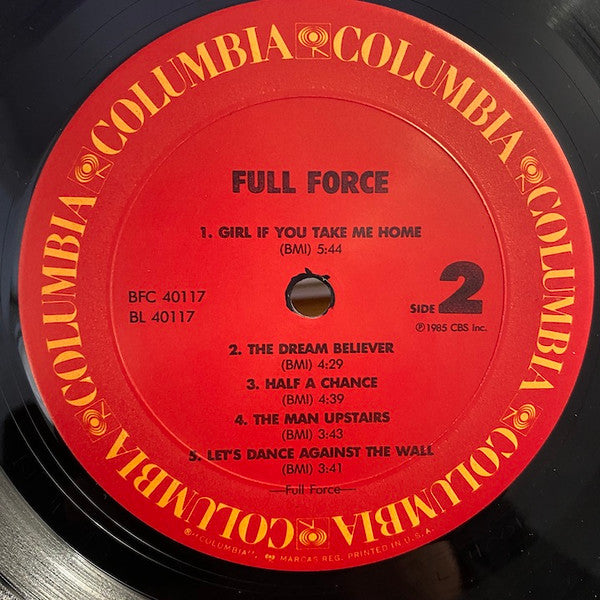 COLUMBIA COLUMBIA COLUMBIA COLUMBIA COLUMBIA COLUMBIA
FULL FORCE
1. GIRL IF YOU TAKE ME HOME
(BMI) 5:44
BFC 40117
BL 40117
SIDE 2
℗1985 CBS Inc.
2. THE DREAM BELIEVER
(BMI) 4:29
3. HALF A CHANCE
(BMI) 4:39
4. THE MAN UPSTAIRS
(BMI) 3:43
5. LET'S DANCE AGAINST THE WALL
(BMI) 3:41
—Full Force—
® "COLUMBIA", MARCAS REG. PRINTED IN U.S.A.